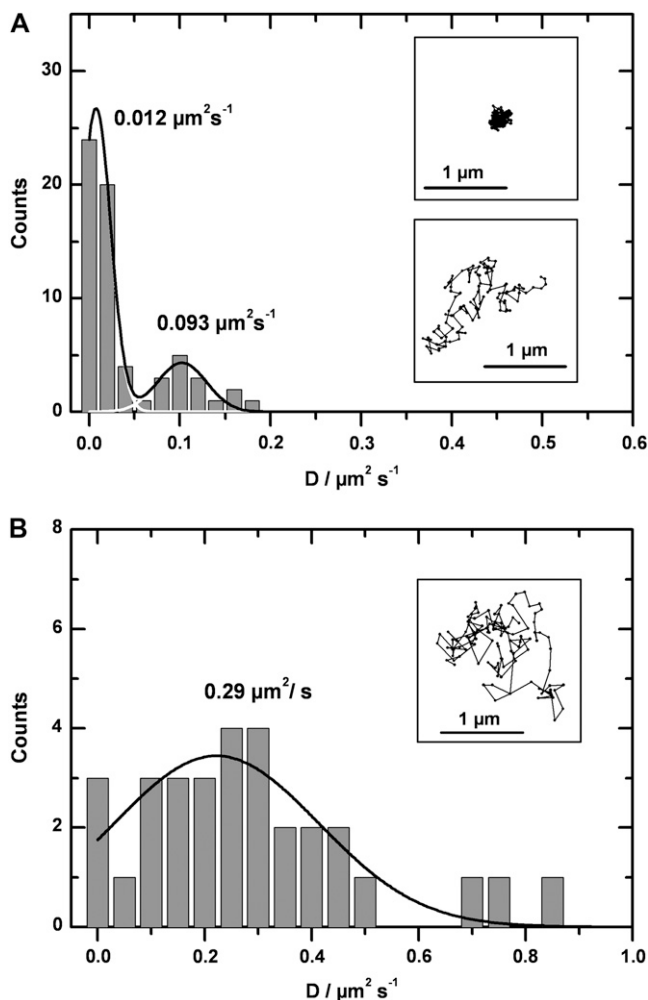 A
30
20
10
0
Counts
0.012 µm²s⁻¹
0.093 µm²s⁻¹
1 µm
1 µm
0.0 0.1 0.2 0.3 0.4 0.5 0.6
D / µm² s⁻¹
B
8
6
4
2
0
Counts
0.29 µm²/ s
1 µm
0.0 0.2 0.4 0.6 0.8 1.0
D / µm² s⁻¹